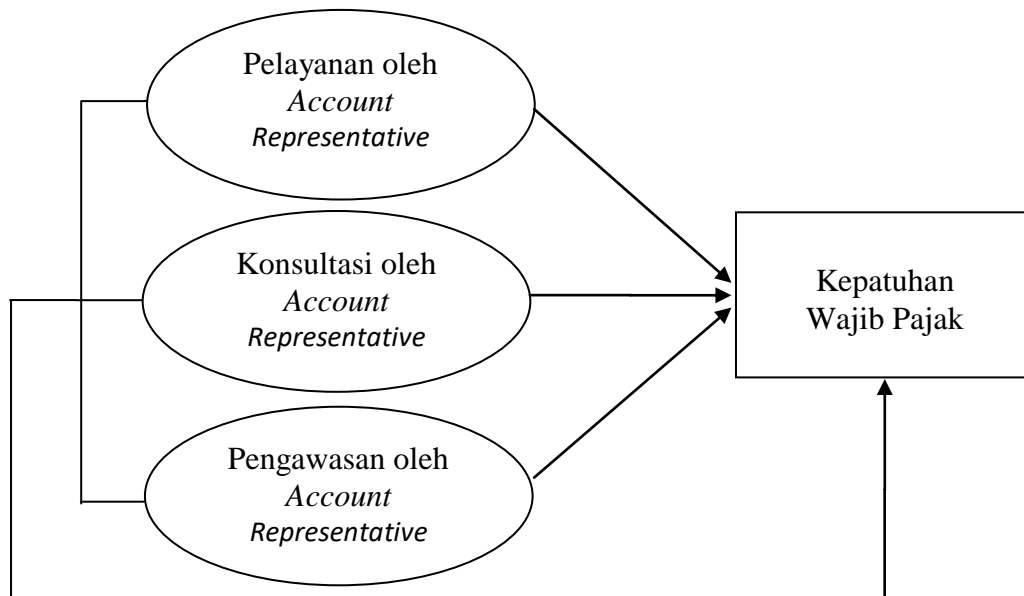 Pelayanan oleh
Account
Representative
Konsultasi oleh
Account
Representative
Pengawasan oleh
Account
Representative
Kepatuhan
Wajib Pajak